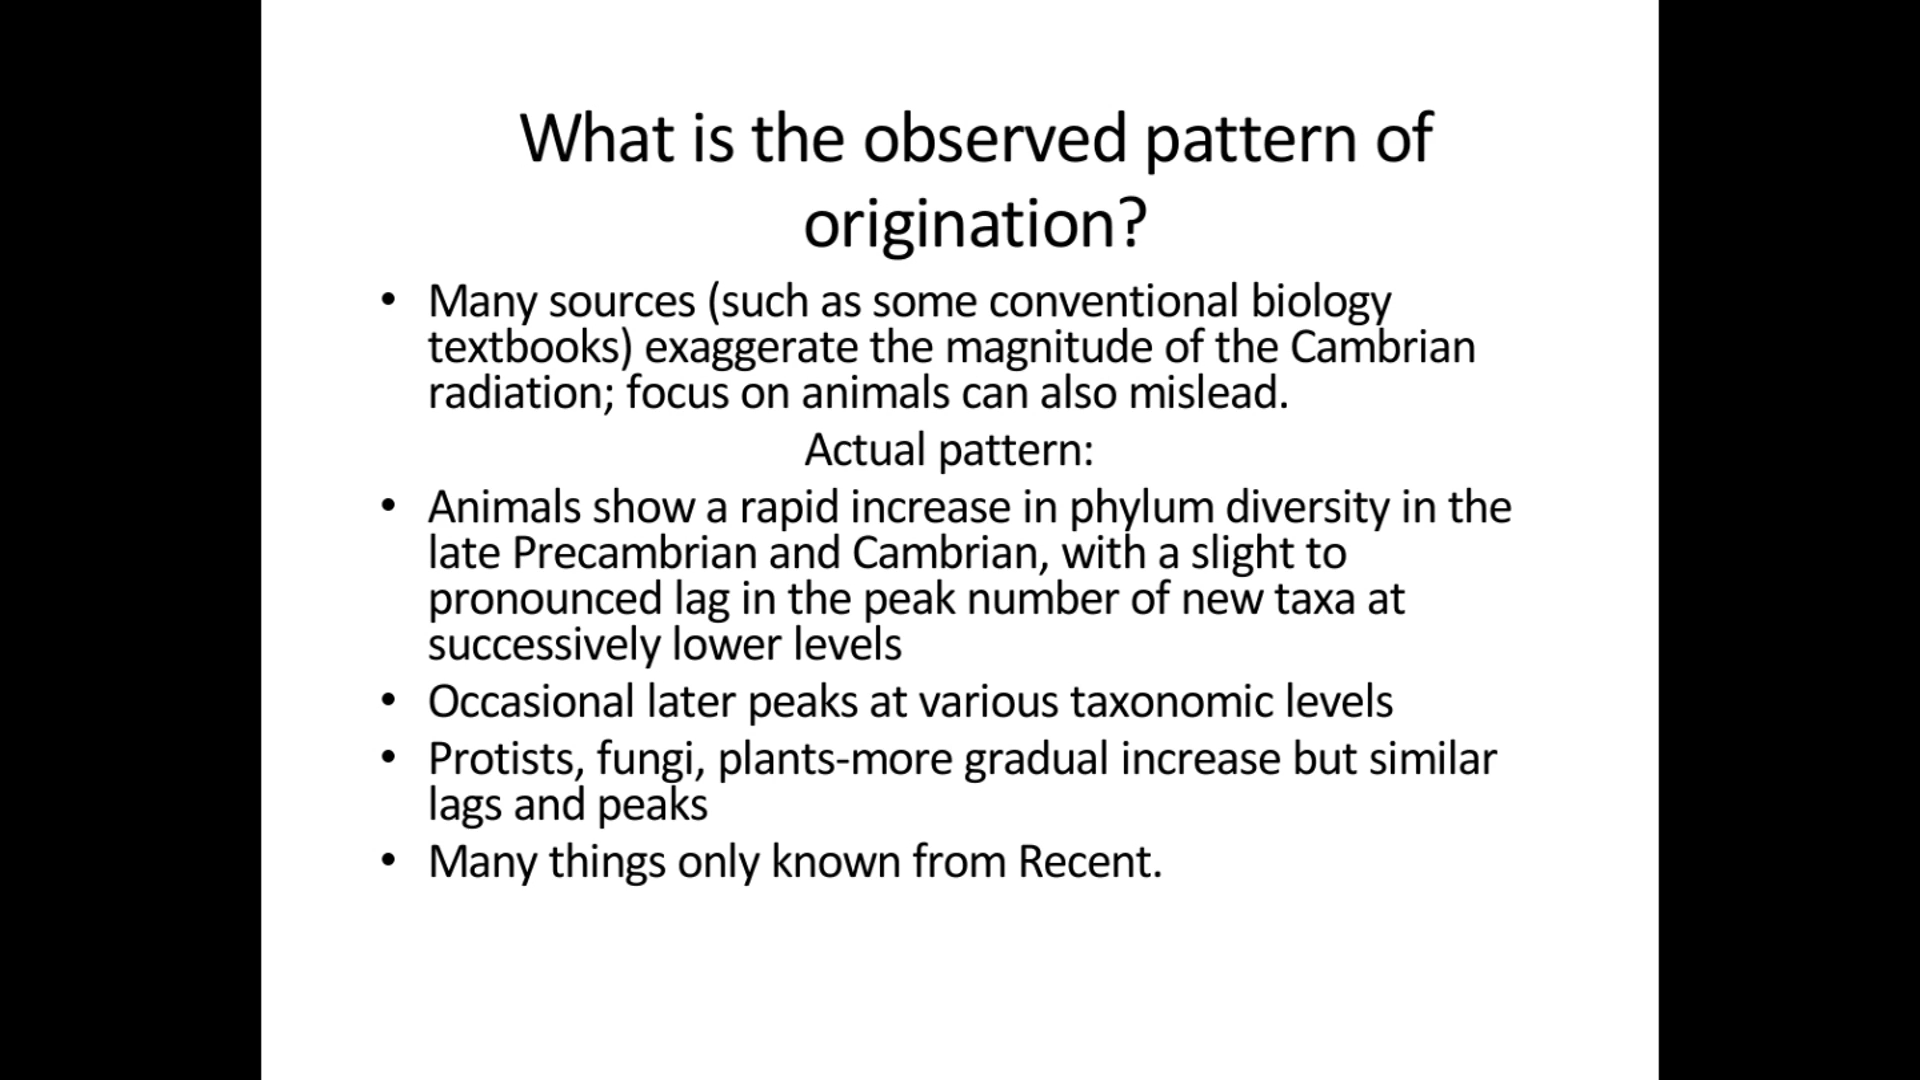 What is the observed pattern of
origination?
• Many sources (such as some conventional biology
textbooks) exaggerate the magnitude of the Cambrian
radiation; focus on animals can also mislead.
Actual pattern:
• Animals show a rapid increase in phylum diversity in the
late Precambrian and Cambrian, with a slight to
pronounced lag in the peak number of new taxa at
successively lower levels
• Occasional later peaks at various taxonomic levels
• Protists, fungi, plants-more gradual increase but similar
lags and peaks
• Many things only known from Recent.